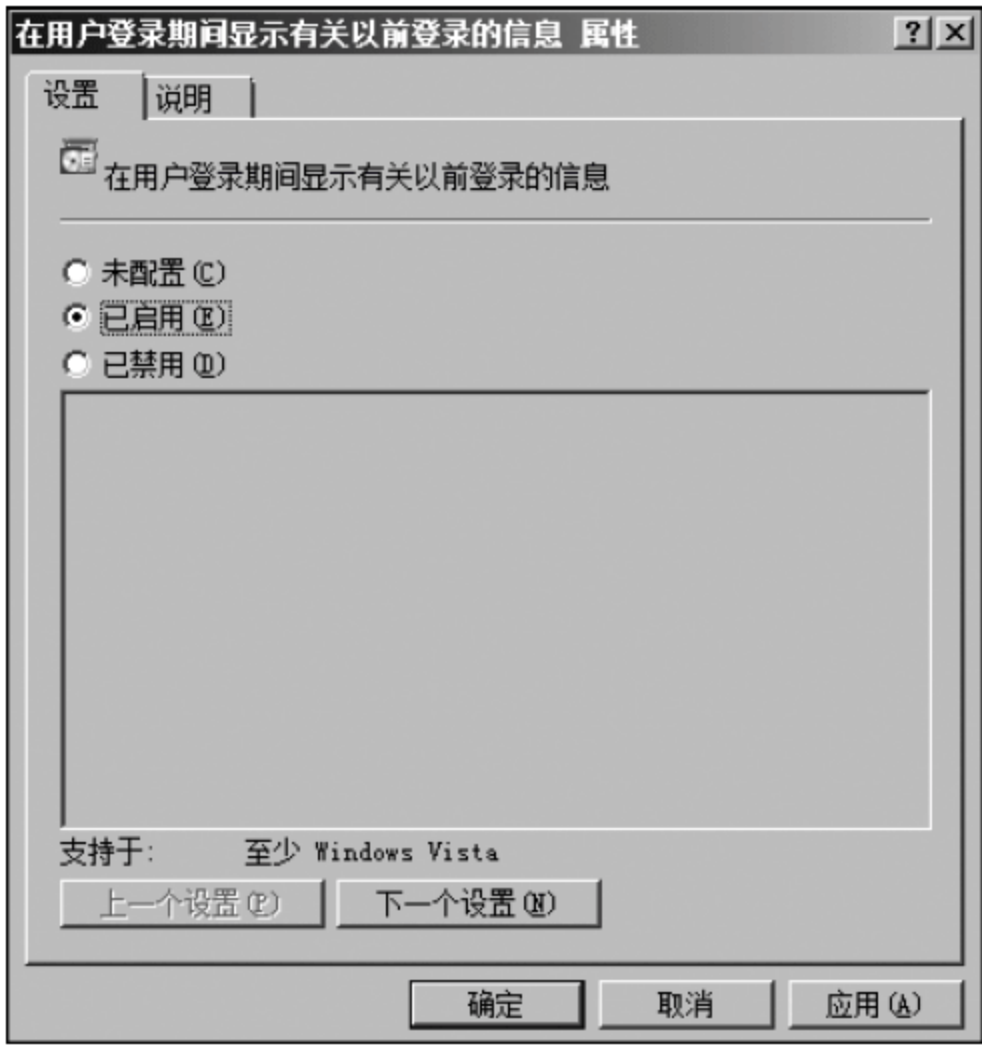 在用户登录期间显示有关以前登录的信息 属性
设置 说明
在用户登录期间显示有关以前登录的信息
未配置(C)
已启用(E)
已禁用(D)
支持于: 至少 Windows Vista
上一个设置(P) 下一个设置(N)
确定 取消 应用(A)